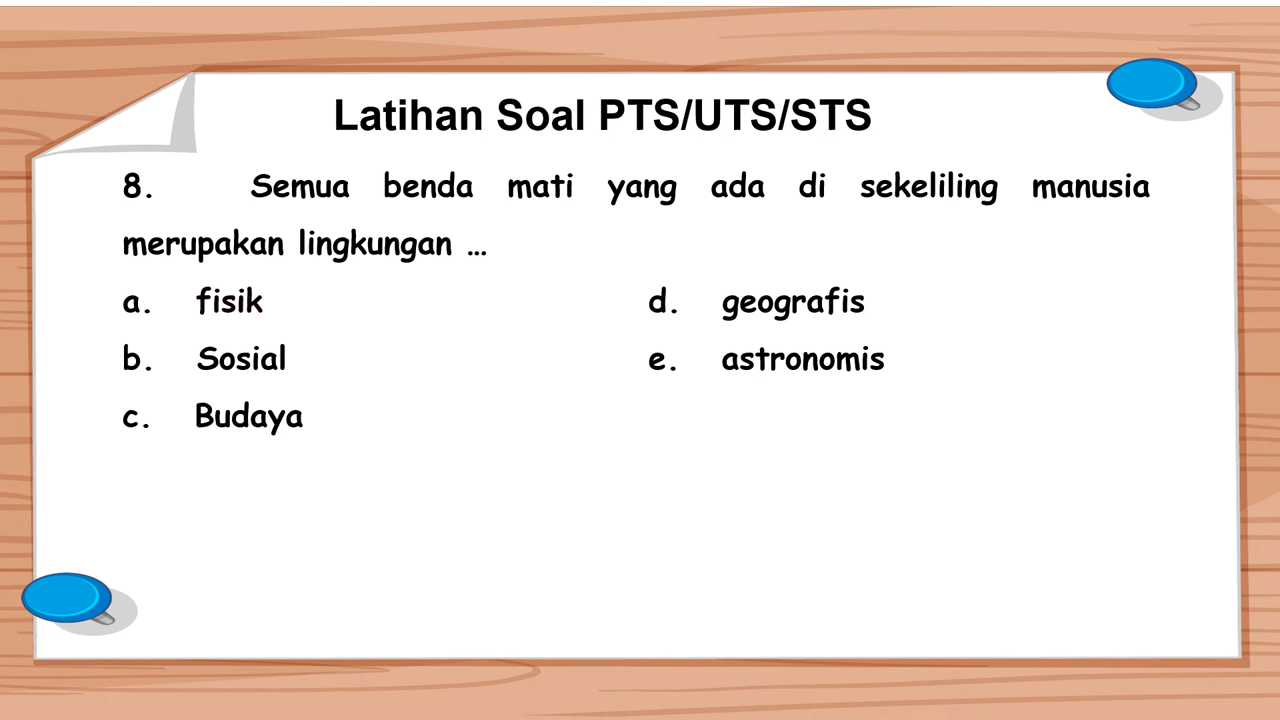 Latihan Soal PTS/UTS/STS
8. Semua benda mati yang ada di sekeliling manusia
merupakan lingkungan ...
a. fisik
b. Sosial
c. Budaya
d. geografis
e. astronomis